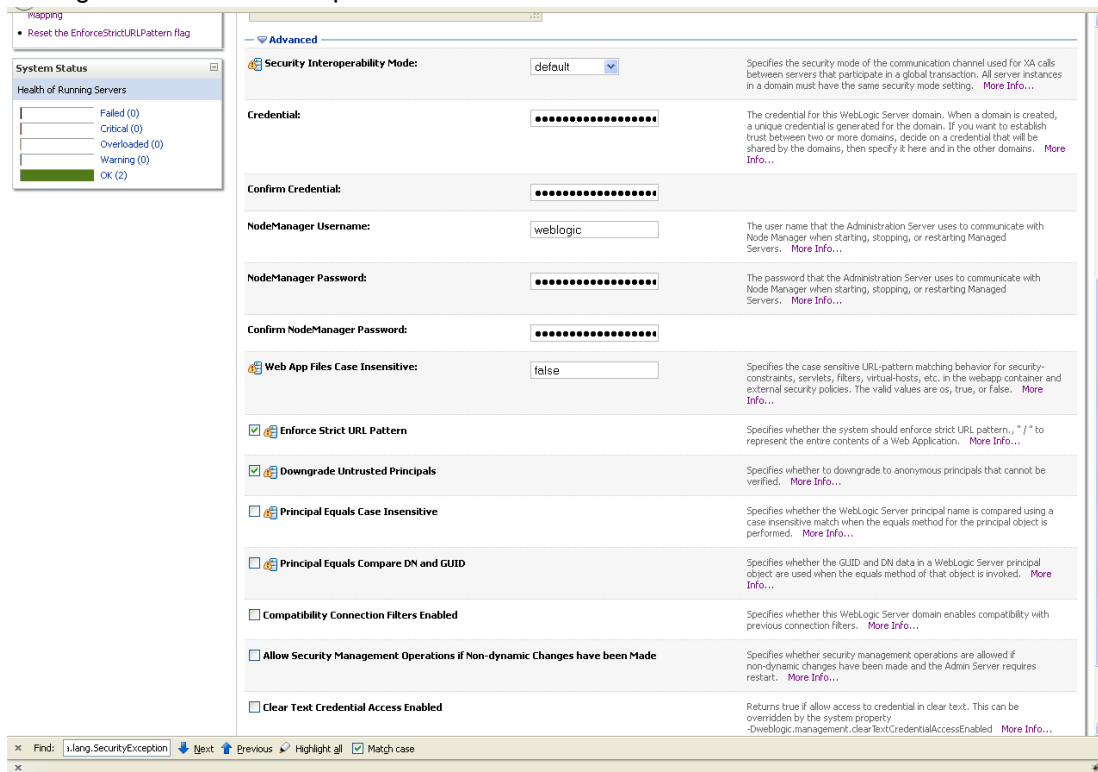 Mapping
Reset the EnforceStrictURLPattern flag
System Status
Health of Running Servers
Failed (0)
Critical (0)
Overloaded (0)
Warning (0)
OK (2)
Advanced
Security Interoperability Mode:
default
Specifies the security mode of the communication channel used for XA calls
between servers that participate in a global transaction. All server instances
in a domain must have the same security mode setting. More Info...
Credential:
••••••••••••••••••
The credential for this WebLogic Server domain. When a domain is created,
a unique credential is generated for the domain. If you want to establish
trust between two or more domains, decide on a credential that will be
shared by the domains, then specify it here and in the other domains. More
Info...
Confirm Credential:
••••••••••••••••••
NodeManager Username:
weblogic
The user name that the Administration Server uses to communicate with
Node Manager when starting, stopping, or restarting Managed
Servers. More Info...
NodeManager Password:
••••••••••••••••••
The password that the Administration Server uses to communicate with
Node Manager when starting, stopping, or restarting Managed
Servers. More Info...
Confirm NodeManager Password:
••••••••••••••••••
Web App Files Case Insensitive:
false
Specifies the case sensitive URL-pattern matching behavior for security-
constraints, servlets, filters, virtual-hosts, etc. in the webapp container and
external security policies. The valid values are os, true, or false. More
Info...
Enforce Strict URL Pattern
Specifies whether the system should enforce strict URL pattern., " / " to
represent the entire contents of a Web Application. More Info...
Downgrade Untrusted Principals
Specifies whether to downgrade to anonymous principals that cannot be
verified. More Info...
Principal Equals Case Insensitive
Specifies whether the WebLogic Server principal name is compared using a
case insensitive match when the equals method for the principal object is
performed. More Info...
Principal Equals Compare DN and GUID
Specifies whether the GUID and DN data in a WebLogic Server principal
object are used when the equals method of that object is invoked. More
Info...
Compatibility Connection Filters Enabled
Specifies whether this WebLogic Server domain enables compatibility with
previous connection filters. More Info...
Allow Security Management Operations if Non-dynamic Changes have been Made
Specifies whether security management operations are allowed if
non-dynamic changes have been made and the Admin Server requires
restart. More Info...
Clear Text Credential Access Enabled
Returns true if allow access to credential in clear text. This can be
overridden by the system property
-Dweblogic.management.clearTextCredentialAccessEnabled More Info...
× Find: ı.lang.SecurityException Next Previous Highlight all Match case
×